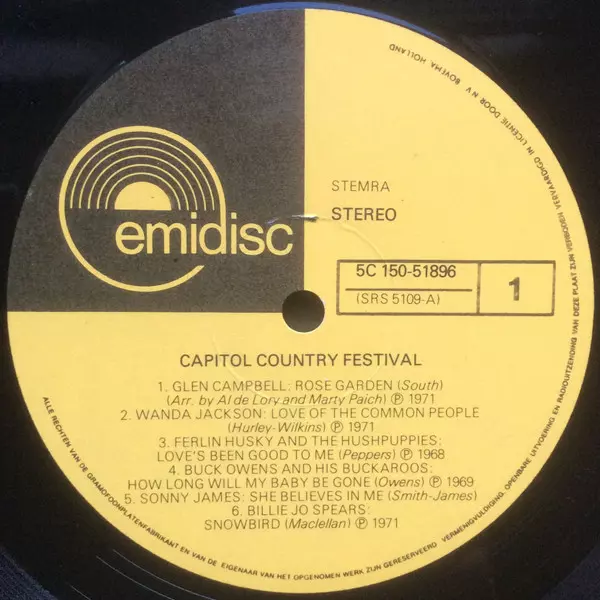 emidisc
STEMRA
STEREO
5C 150-51896
(SRS 5109-A)
1
CAPITOL COUNTRY FESTIVAL
1. GLEN CAMPBELL: ROSE GARDEN (South)
(Arr. by Al de Lory and Marty Paich) ℗ 1971
2. WANDA JACKSON: LOVE OF THE COMMON PEOPLE
(Hurley-Wilkins) ℗ 1971
3. FERLIN HUSKY AND THE HUSHPUPPIES:
LOVE'S BEEN GOOD TO ME (Peppers) ℗ 1968
4. BUCK OWENS AND HIS BUCKAROOS:
HOW LONG WILL MY BABY BE GONE (Owens) ℗ 1969
5. SONNY JAMES: SHE BELIEVES IN ME (Smith-James)
6. BILLIE JO SPEARS:
SNOWBIRD (Maclellan) ℗ 1971
ALLE RECHTEN VAN DE GRAMOFOONPLATENFABRIKANT EN VAN DE EIGENAAR VAN HET OPGENOMEN WERK ZIJN GERESERVEERD VERMENIGVULDIGING, OPENBARE UITVOERING EN RADIOUITZENDING VAN DEZE PLAAT ZIJN VERBODEN VERVAARDIGD IN LICENTIE DOOR N.V. BOVEMA HOLLAND